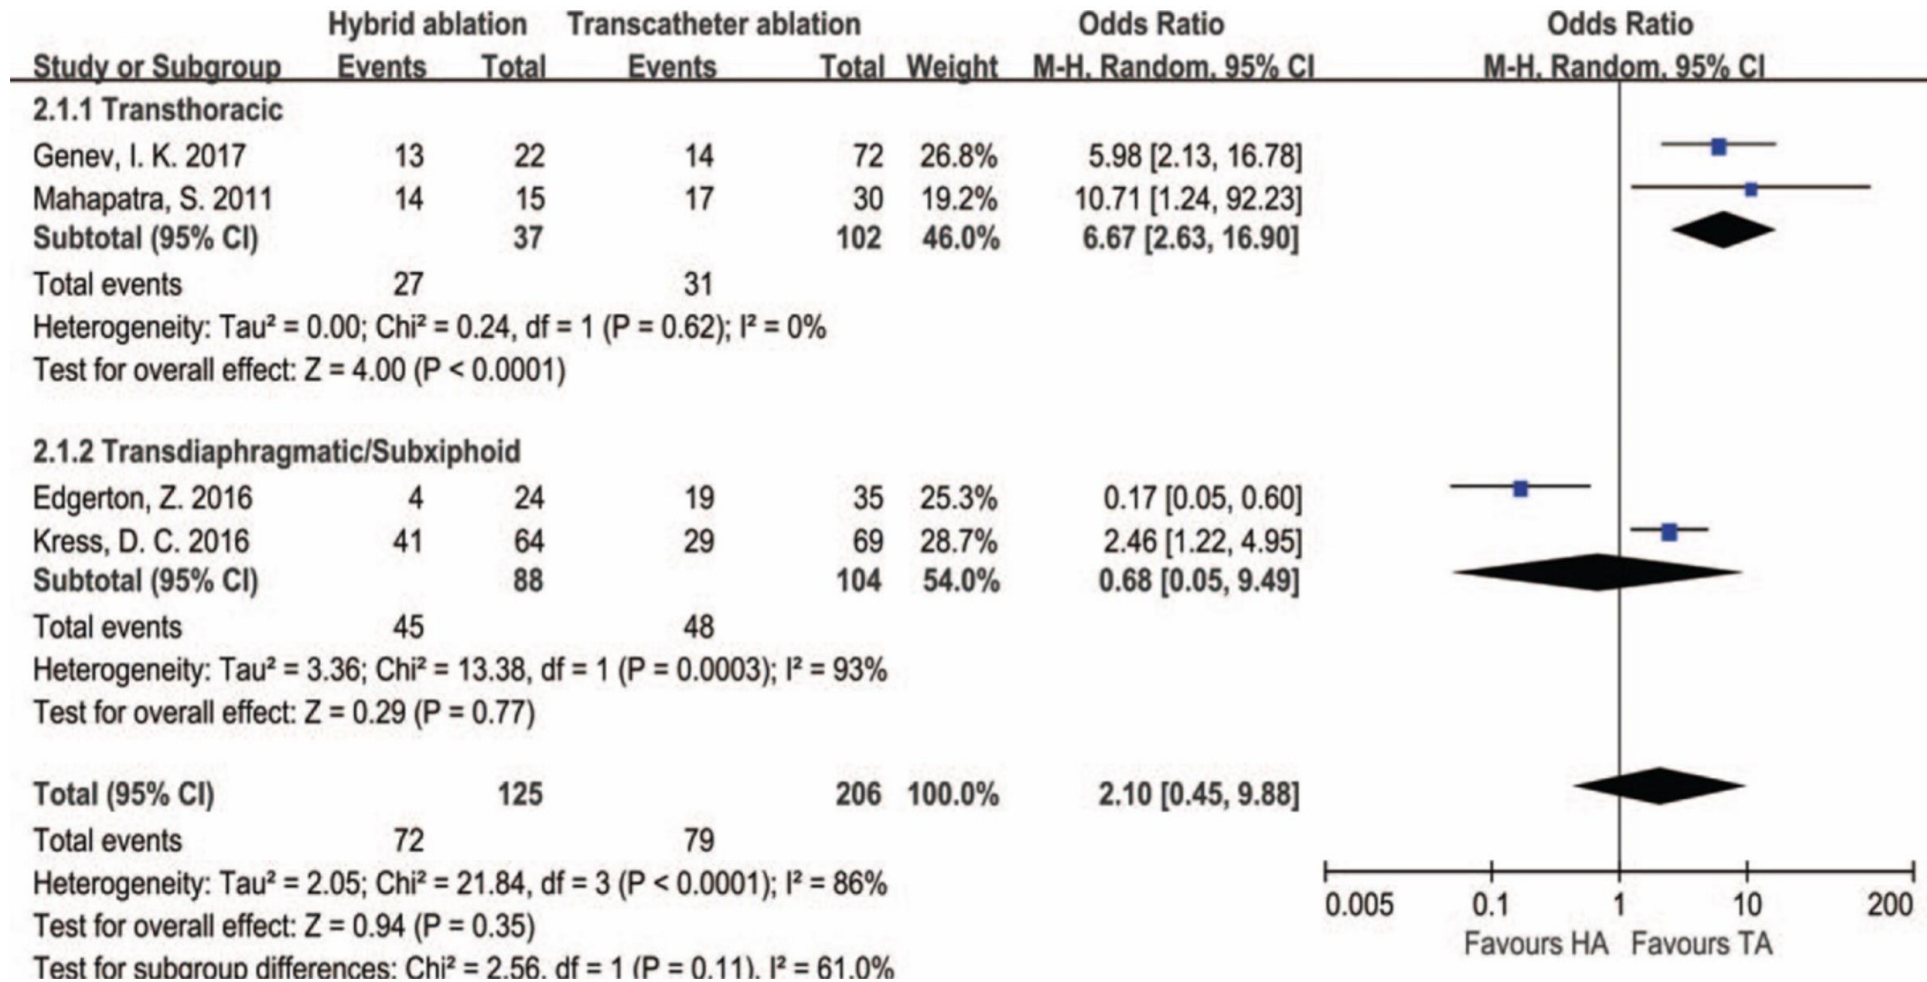 Hybrid ablation Transcatheter ablation Odds Ratio Odds Ratio
Study or Subgroup Events Total Events Total Weight M-H, Random, 95% CI M-H, Random, 95% CI
2.1.1 Transthoracic
Genev, I. K. 2017 13 22 14 72 26.8% 5.98 [2.13, 16.78]
Mahapatra, S. 2011 14 15 17 30 19.2% 10.71 [1.24, 92.23]
Subtotal (95% CI) 37 102 46.0% 6.67 [2.63, 16.90]
Total events 27 31
Heterogeneity: Tau² = 0.00; Chi² = 0.24, df = 1 (P = 0.62); I² = 0%
Test for overall effect: Z = 4.00 (P < 0.0001)
2.1.2 Transdiaphragmatic/Subxiphoid
Edgerton, Z. 2016 4 24 19 35 25.3% 0.17 [0.05, 0.60]
Kress, D. C. 2016 41 64 29 69 28.7% 2.46 [1.22, 4.95]
Subtotal (95% CI) 88 104 54.0% 0.68 [0.05, 9.49]
Total events 45 48
Heterogeneity: Tau² = 3.36; Chi² = 13.38, df = 1 (P = 0.0003); I² = 93%
Test for overall effect: Z = 0.29 (P = 0.77)
Total (95% CI) 125 206 100.0% 2.10 [0.45, 9.88]
Total events 72 79
Heterogeneity: Tau² = 2.05; Chi² = 21.84, df = 3 (P < 0.0001); I² = 86%
Test for overall effect: Z = 0.94 (P = 0.35)
Test for subgroup differences: Chi² = 2.56, df = 1 (P = 0.11), I² = 61.0%
0.005 0.1 1 10 200
Favours HA Favours TA